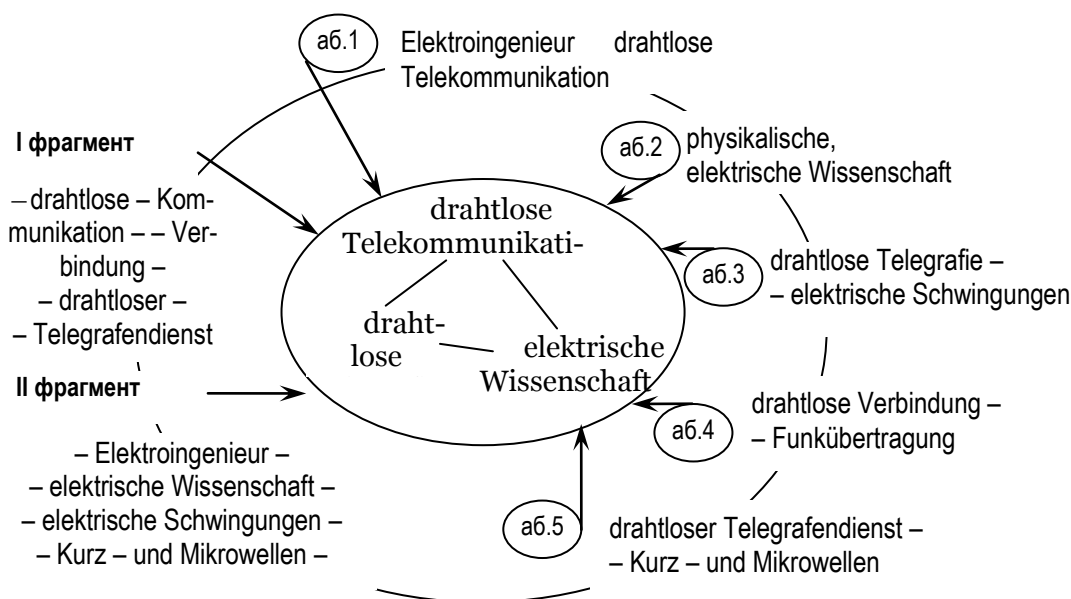 аб.1
Elektroingenieur drahtlose
Telekommunikation
I фрагмент
аб.2
physikalische,
elektrische Wissenschaft
– drahtlose – Kom-
munikation – – Ver-
bindung –
– drahtloser –
– Telegrafendienst
drahtlose
Telekommunikati-
аб.3
drahtlose Telegrafie –
– elektrische Schwingungen
draht-
lose
elektrische
Wissenschaft
II фрагмент
– Elektroingenieur –
– elektrische Wissenschaft –
– elektrische Schwingungen –
– Kurz – und Mikrowellen –
аб.4
drahtlose Verbindung –
– Funkübertragung
аб.5
drahtloser Telegrafendienst –
– Kurz – und Mikrowellen